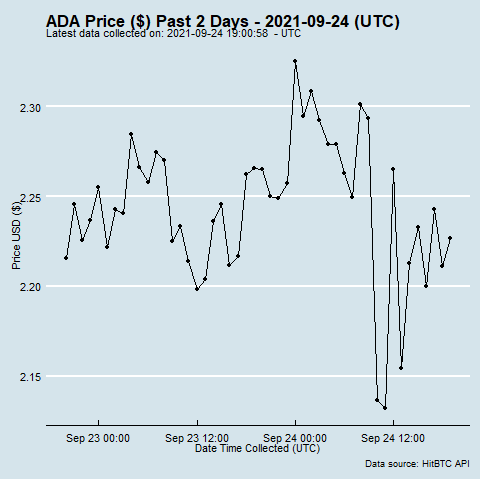 ADA Price ($) Past 2 Days - 2021-09-24 (UTC)
Latest data collected on: 2021-09-24 19:00:58 - UTC
Price USD ($)
2.30
2.25
2.20
2.15
Sep 23 00:00 Sep 23 12:00 Sep 24 00:00 Sep 24 12:00
Date Time Collected (UTC)
Data source: HitBTC API